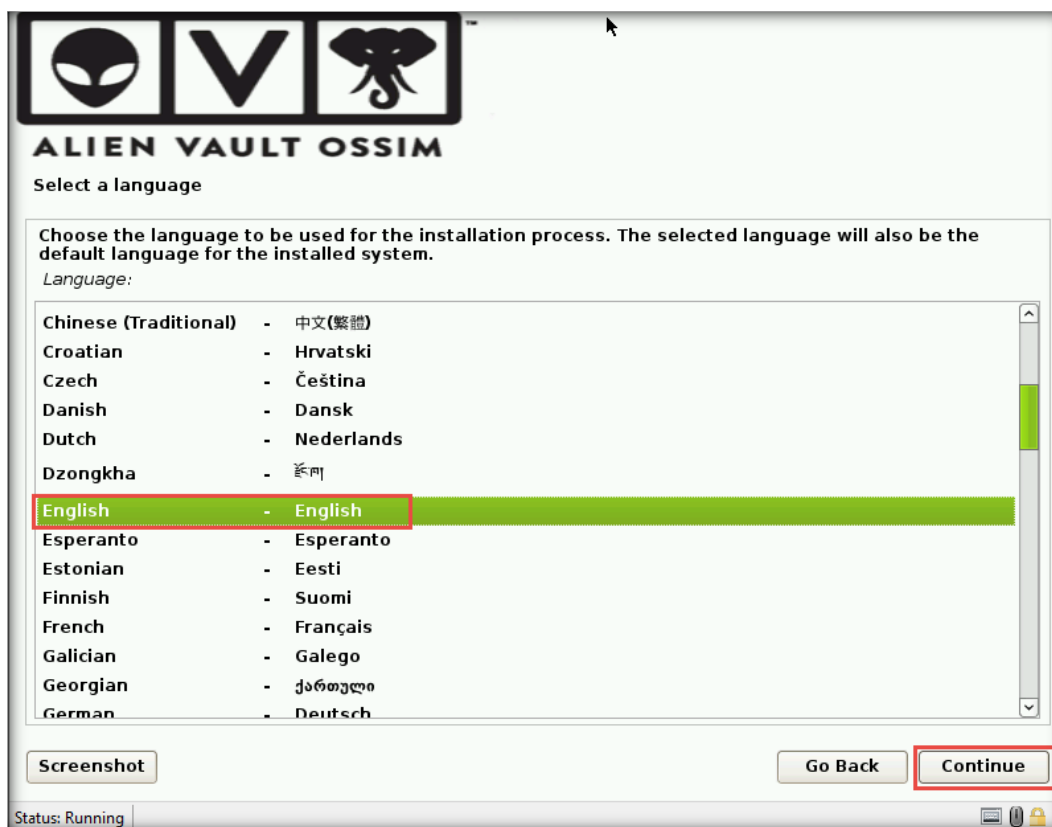 V ™
ALIEN VAULT OSSIM
Select a language
Choose the language to be used for the installation process. The selected language will also be the
default language for the installed system.
Language:
Chinese (Traditional) - 中文(繁體)
Croatian - Hrvatski
Czech - Čeština
Danish - Dansk
Dutch - Nederlands
Dzongkha - རྫོང་ཁ།
English - English
Esperanto - Esperanto
Estonian - Eesti
Finnish - Suomi
French - Français
Galician - Galego
Georgian - ქართული
German - Deutsch
Screenshot Go Back Continue
Status: Running